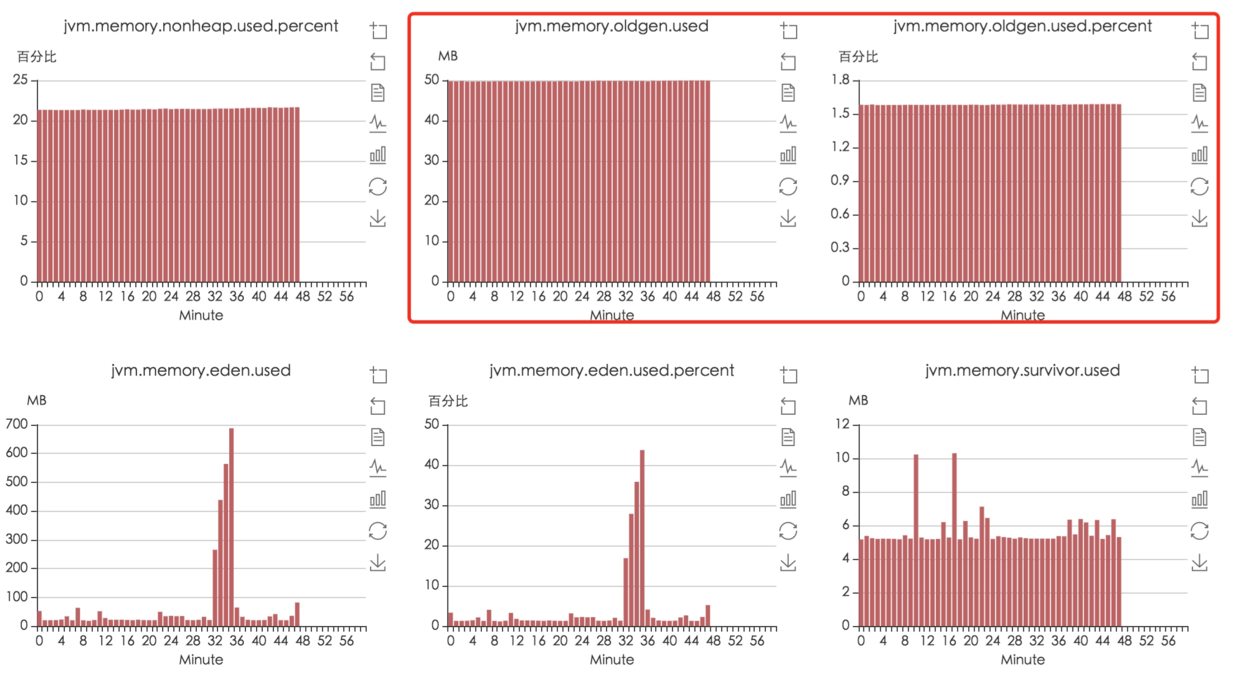 jvm.memory.nonheap.used.percent
百分比
25
20
15
10
5
0
0 4 8 12 16 20 24 28 32 36 40 44 48 52 56
Minute
jvm.memory.oldgen.used
MB
50
40
30
20
10
0
0 4 8 12 16 20 24 28 32 36 40 44 48 52 56
Minute
jvm.memory.oldgen.used.percent
百分比
1.8
1.5
1.2
0.9
0.6
0.3
0
0 4 8 12 16 20 24 28 32 36 40 44 48 52 56
Minute
jvm.memory.eden.used
MB
700
600
500
400
300
200
100
0
0 4 8 12 16 20 24 28 32 36 40 44 48 52 56
Minute
jvm.memory.eden.used.percent
百分比
50
40
30
20
10
0
0 4 8 12 16 20 24 28 32 36 40 44 48 52 56
Minute
jvm.memory.survivor.used
MB
12
10
8
6
4
2
0
0 4 8 12 16 20 24 28 32 36 40 44 48 52 56
Minute